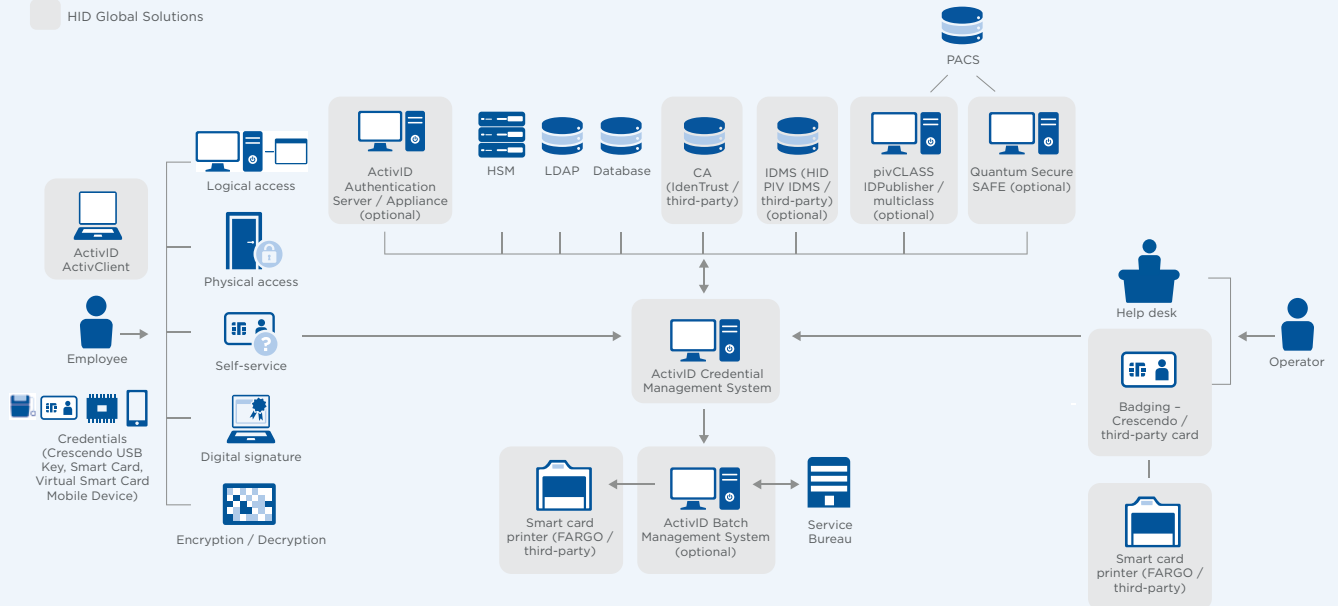 HID Global Solutions
PACS
ActivID
Authentication
Server / Appliance
(optional)
HSM
LDAP
Database
CA
(IdenTrust /
third-party)
IDMS (HID
PIV IDMS /
third-party)
(optional)
pivCLASS
IDPublisher /
multiclass
(optional)
Quantum Secure
SAFE (optional)
Logical access
ActivID
ActivClient
Physical access
Employee
Self-service
Credentials
(Crescendo USB
Key, Smart Card,
Virtual Smart Card
Mobile Device)
Digital signature
Encryption / Decryption
ActivID Credential
Management System
Smart card
printer (FARGO /
third-party)
ActivID Batch
Management System
(optional)
Service
Bureau
Help desk
Operator
Badging –
Crescendo /
third-party card
Smart card
printer (FARGO /
third-party)